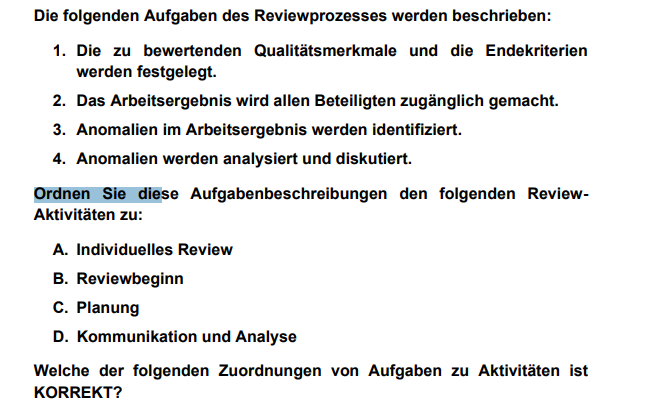 Die folgenden Aufgaben des Reviewprozesses werden beschrieben:
1. Die zu bewertenden Qualitätsmerkmale und die Endekriterien
werden festgelegt.
2. Das Arbeitsergebnis wird allen Beteiligten zugänglich gemacht.
3. Anomalien im Arbeitsergebnis werden identifiziert.
4. Anomalien werden analysiert und diskutiert.
Ordnen Sie diese Aufgabenbeschreibungen den folgenden Review-
Aktivitäten zu:
A. Individuelles Review
B. Reviewbeginn
C. Planung
D. Kommunikation und Analyse
Welche der folgenden Zuordnungen von Aufgaben zu Aktivitäten ist
KORREKT?